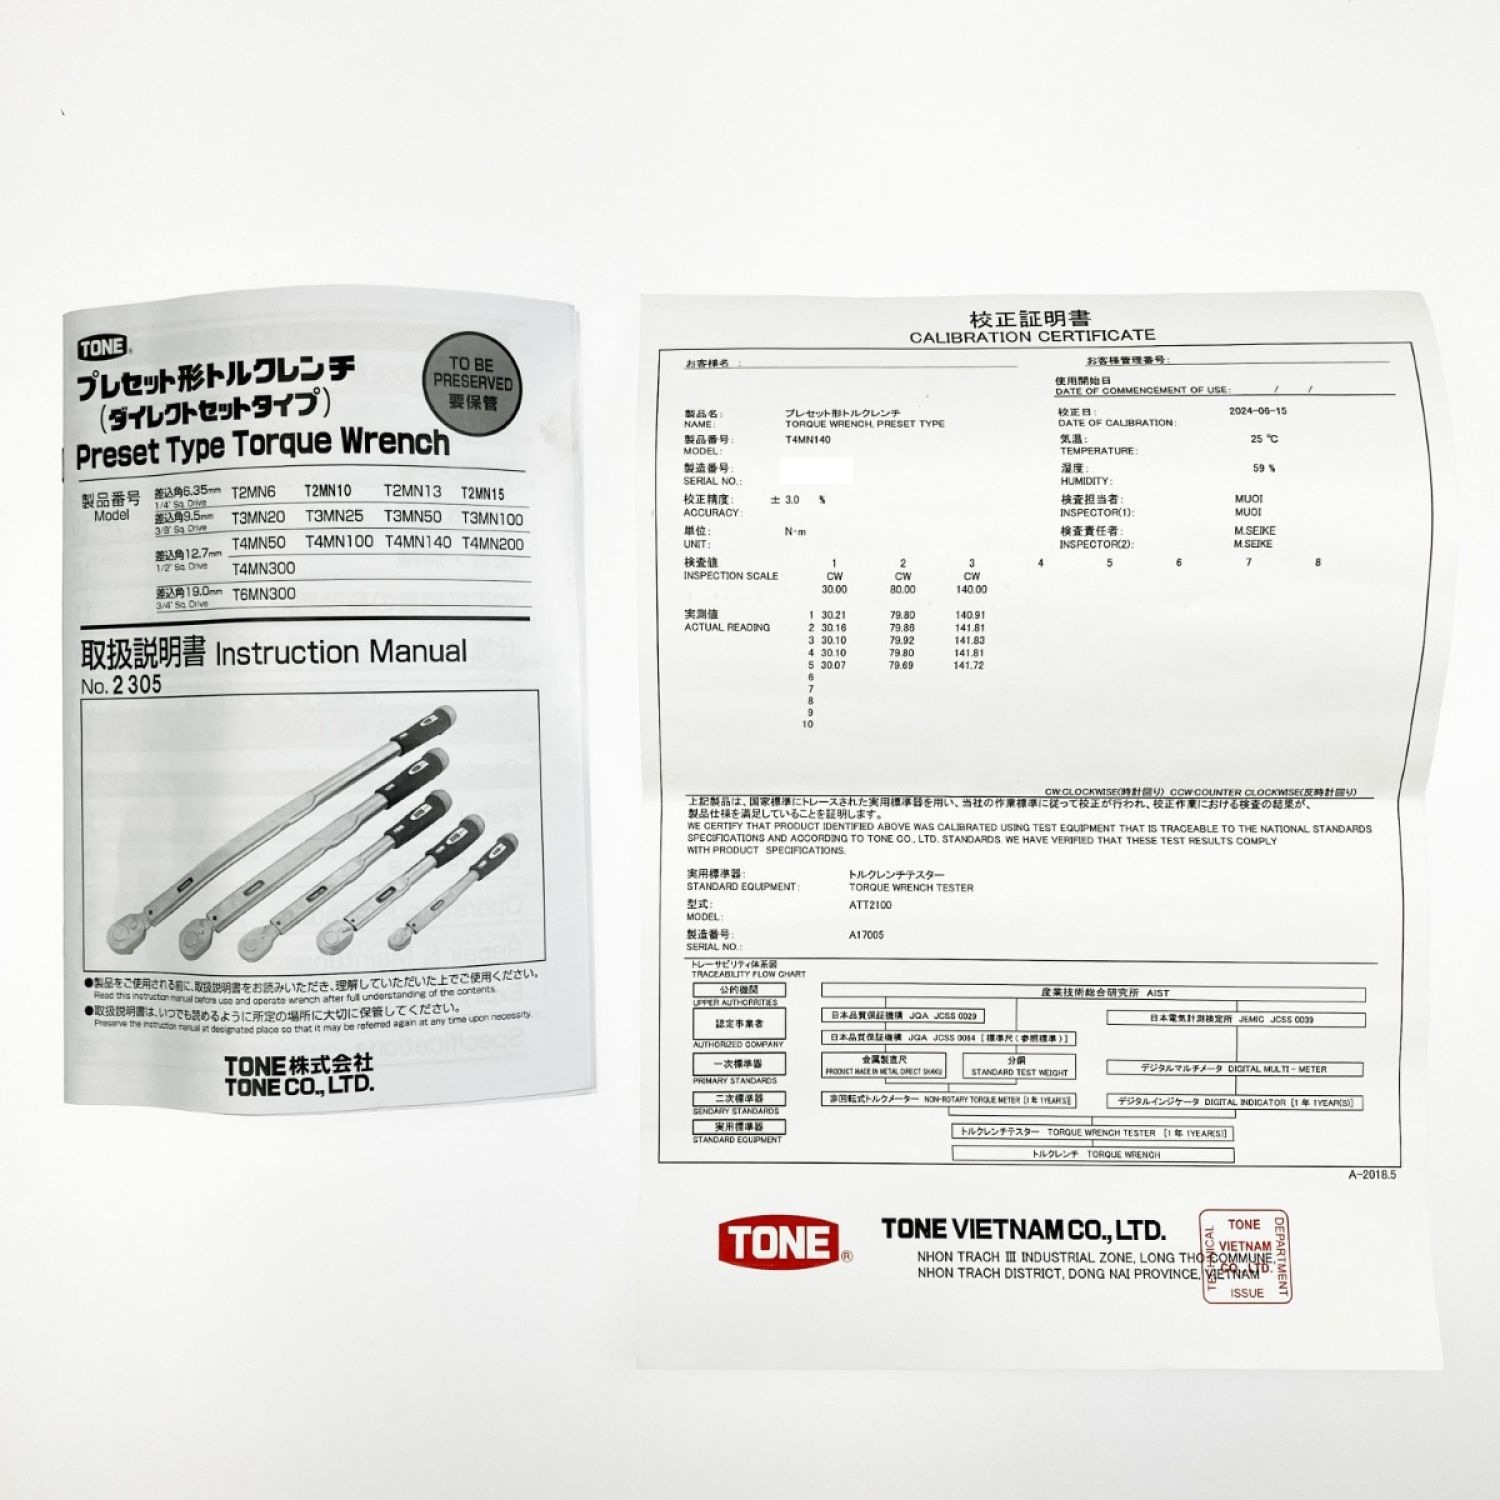 TONE
プレセット形トルクレンチ
(ダイレクトセットタイプ)
Preset Type Torque Wrench
TO BE
PRESERVED
要保管
製品番号
Model
差込角6.35mm T2MN6 T2MN10 T2MN13 T2MN15
1/4" Sq. Drive
差込角9.5mm T3MN20 T3MN25 T3MN50 T3MN100
3/8" Sq. Drive
差込角12.7mm T4MN50 T4MN100 T4MN140 T4MN200
1/2" Sq. Drive T4MN300
差込角19.0mm T6MN300
3/4" Sq. Drive
取扱説明書 Instruction Manual
No. 2305
●製品をご使用される前に、取扱説明書をお読みいただき、理解していただいた上でご使用ください。
Read this instruction manual before use and operate wrench after full understanding of the contents.
●取扱説明書は、いつでも読めるように所定の場所に大切に保管してください。
Preserve the instruction manual at designated place so that it may be referred again at any time upon necessity.
TONE株式会社
TONE CO., LTD.
校正証明書
CALIBRATION CERTIFICATE
お客様名 :
お客様管理番号:
使用開始日
DATE OF COMMENCEMENT OF USE: / /
製品名: プレセット形トルクレンチ
NAME: TORQUE WRENCH, PRESET TYPE
製品番号: T4MN140
MODEL:
製造番号:
SERIAL NO.:
校正精度: ± 3.0 %
ACCURACY:
単位: N・m
UNIT:
校正日: 2024-06-15
DATE OF CALIBRATION:
気温: 25 ℃
TEMPERATURE:
湿度: 59 %
HUMIDITY:
検査担当者: MUOI
INSPECTOR(1): MUOI
検査責任者: M.SEIKE
INSPECTOR(2): M.SEIKE
検査値 1 2 3 4 5 6 7 8
INSPECTION SCALE CW CW CW
30.00 80.00 140.00
実測値 1 30.21 79.80 140.91
ACTUAL READING 2 30.16 79.86 141.81
3 30.10 79.92 141.83
4 30.10 79.80 141.81
5 30.07 79.69 141.72
6
7
8
9
10
CW:CLOCKWISE(時計回り) CCW:COUNTER CLOCKWISE(反時計回り)
上記製品は、国家標準にトレースされた実用標準器を用い、当社の作業標準に従って校正が行われ、校正作業における検査の結果が、
製品仕様を満足していることを証明します。
WE CERTIFY THAT PRODUCT IDENTIFIED ABOVE WAS CALIBRATED USING TEST EQUIPMENT THAT IS TRACEABLE TO THE NATIONAL STANDARDS
SPECIFICATIONS AND ACCORDING TO TONE CO., LTD. STANDARDS. WE HAVE VERIFIED THAT THESE TEST RESULTS COMPLY
WITH PRODUCT SPECIFICATIONS.
実用標準器: トルクレンチテスター
STANDARD EQUIPMENT: TORQUE WRENCH TESTER
型式: ATT2100
MODEL:
製造番号: A17005
SERIAL NO.:
トレーサビリティ体系図
TRACEABILITY FLOW CHART
公的機関 産業技術総合研究所 AIST
UPPER AUTHORRITIES
認定事業者 日本品質保証機構 JQA JCSS 0029 日本電気計測検定所 JEMIC JCSS 0039
AUTHORIZED COMPANY 日本品質保証機構 JQA JCSS 0064 [標準尺(参照標準)]
一次標準器 金属製直尺 分銅 デジタルマルチメータ DIGITAL MULTI-METER
PRIMARY STANDARDS PRODUCT MADE IN METAL DIRECT SHAKU STANDARD TEST WEIGHT
二次標準器 非回転式トルクメーター NON-ROTARY TORQUE METER [1年 1YEAR(S)] デジタルインジケータ DIGITAL INDICATOR [1年 1YEAR(S)]
SENDARY STANDARDS
実用標準器 トルクレンチテスター TORQUE WRENCH TESTER [1年 1YEAR(S)]
STANDARD EQUIPMENT トルクレンチ TORQUE WRENCH
A-2018.5
TONE®
TONE VIETNAM CO., LTD.
NHON TRACH Ⅲ INDUSTRIAL ZONE, LONG THO COMMUNE,
NHON TRACH DISTRICT, DONG NAI PROVINCE, VIETNAM
TONE
VIETNAM
CO., LTD.
ISSUE
TECHNICAL
DEPARTMENT